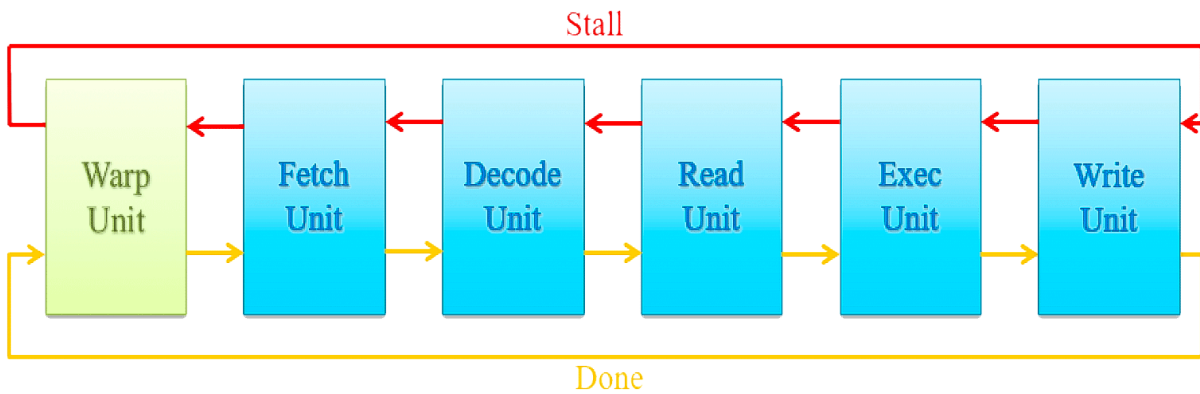 Stall
Warp
Unit
Fetch
Unit
Decode
Unit
Read
Unit
Exec
Unit
Write
Unit
Done